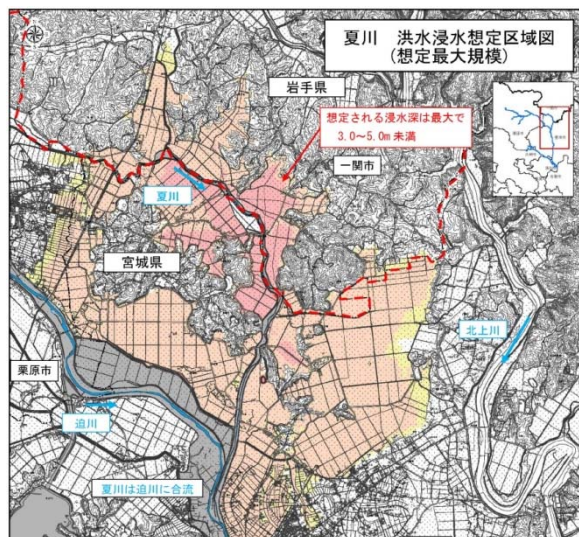 夏川 洪水浸水想定区域図
(想定最大規模)
岩手県
想定される浸水深は最大で
3.0～5.0m 未満
一関市
夏川
宮城県
北上川
栗原市
迫川
夏川は迫川に合流